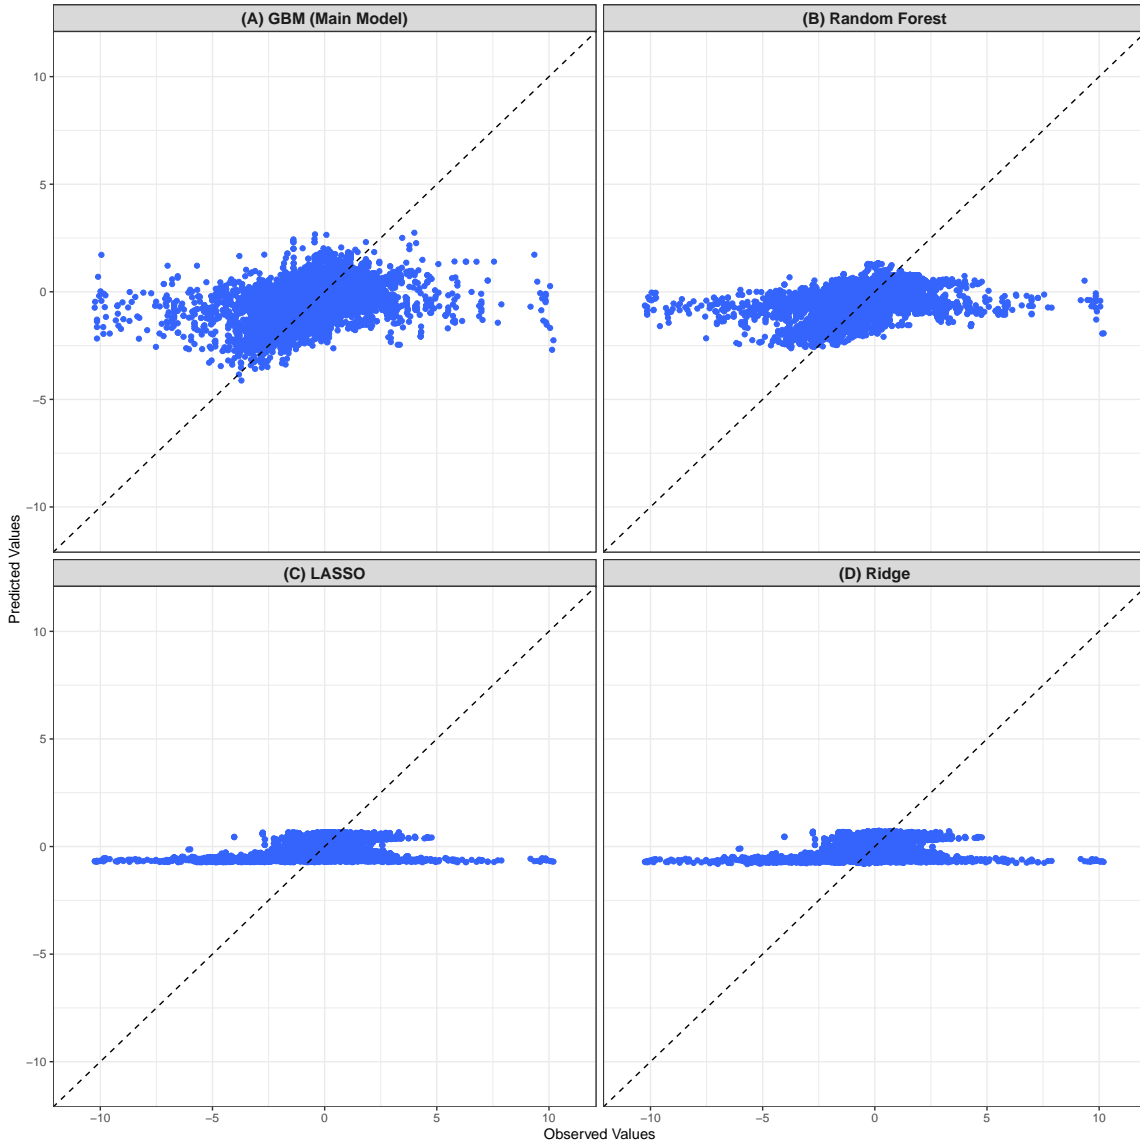 (A) GBM (Main Model)
(B) Random Forest
10
5
0
−5
−10
(C) LASSO
(D) Ridge
10
5
0
−5
−10
−10 −5 0 5 10
−10 −5 0 5 10
Observed Values
Predicted Values